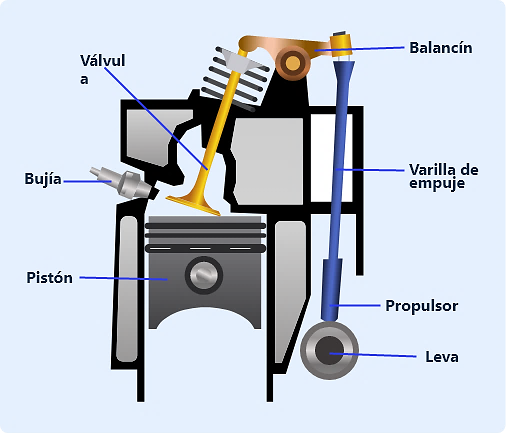 Balancín
Válvul
a
Bujía
Varilla de
empuje
Pistón
Propulsor
Leva